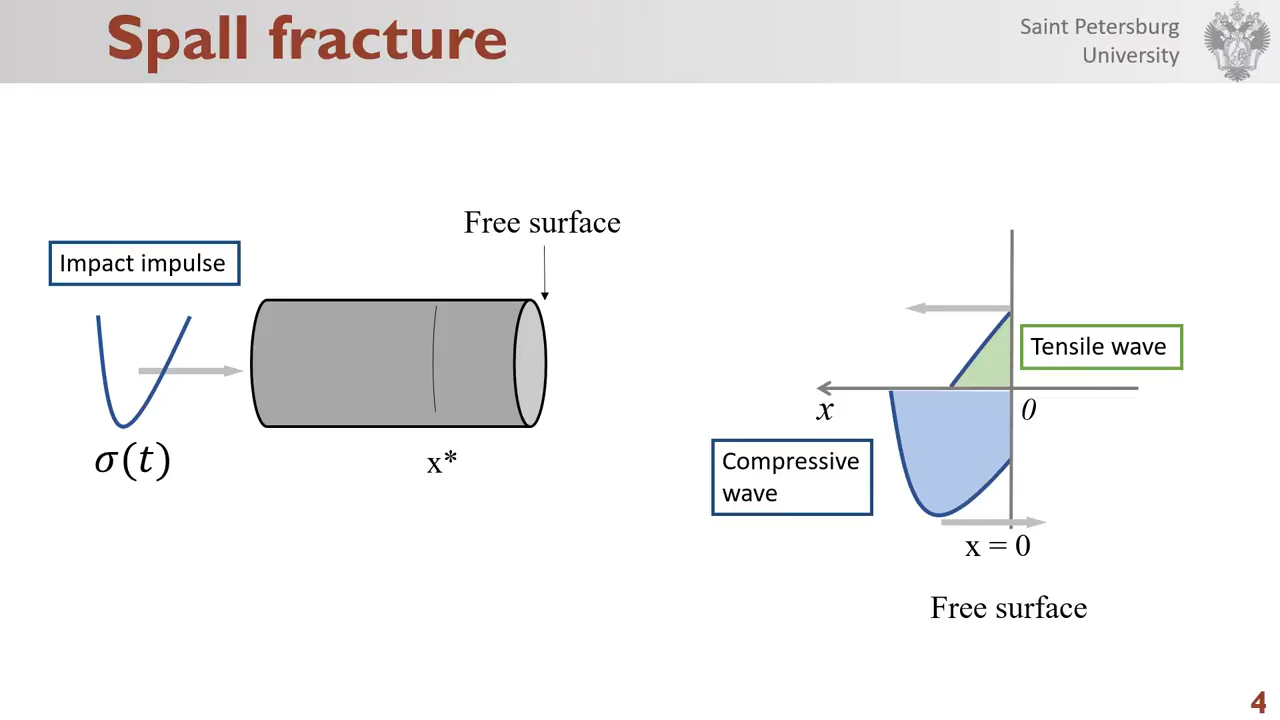 Spall fracture
Saint Petersburg
University
Free surface
Impact impulse
σ(t)
x*
Tensile wave
x
0
Compressive
wave
x = 0
Free surface
4